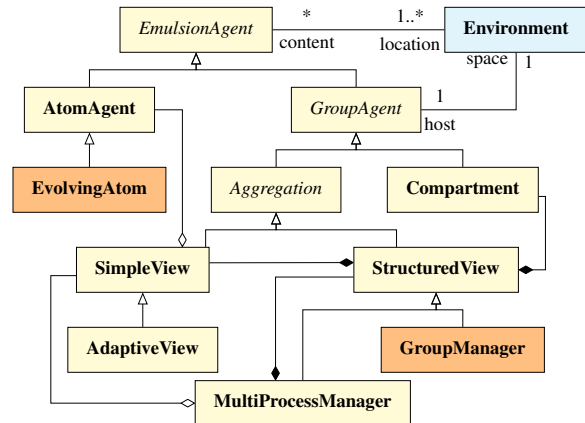 EmulsionAgent
*
1..*
Environment
content
location
space
1
AtomAgent
GroupAgent
1
host
EvolvingAtom
Aggregation
Compartment
SimpleView
StructuredView
AdaptiveView
GroupManager
MultiProcessManager